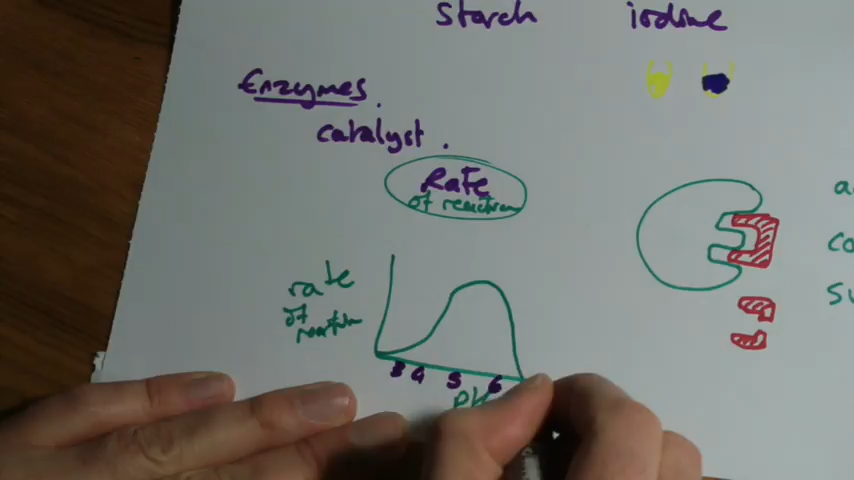 Starch iodine
Enzymes.
catalyst.
Rate
of reaction
rate
of
reaction
3 4 5 6
PH